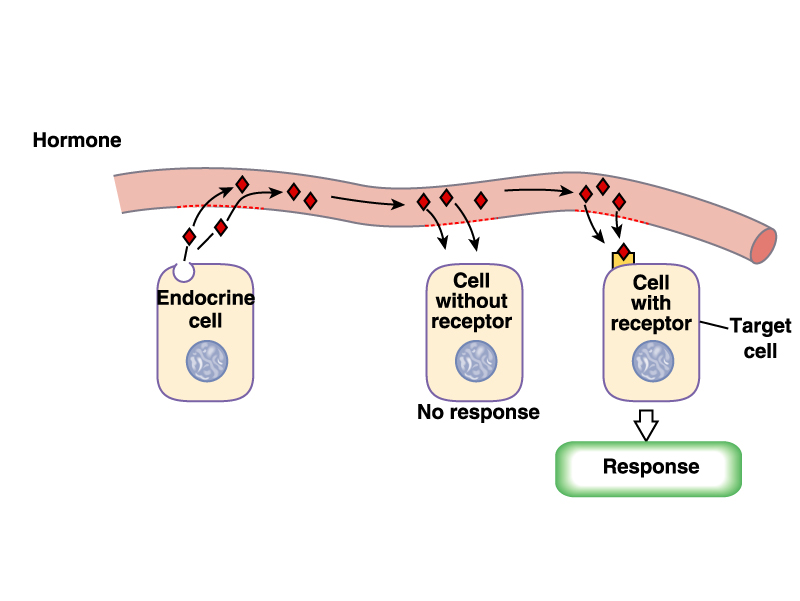 Hormone
Endocrine
cell
Cell
without
receptor
No response
Cell
with
receptor
Target
cell
Response